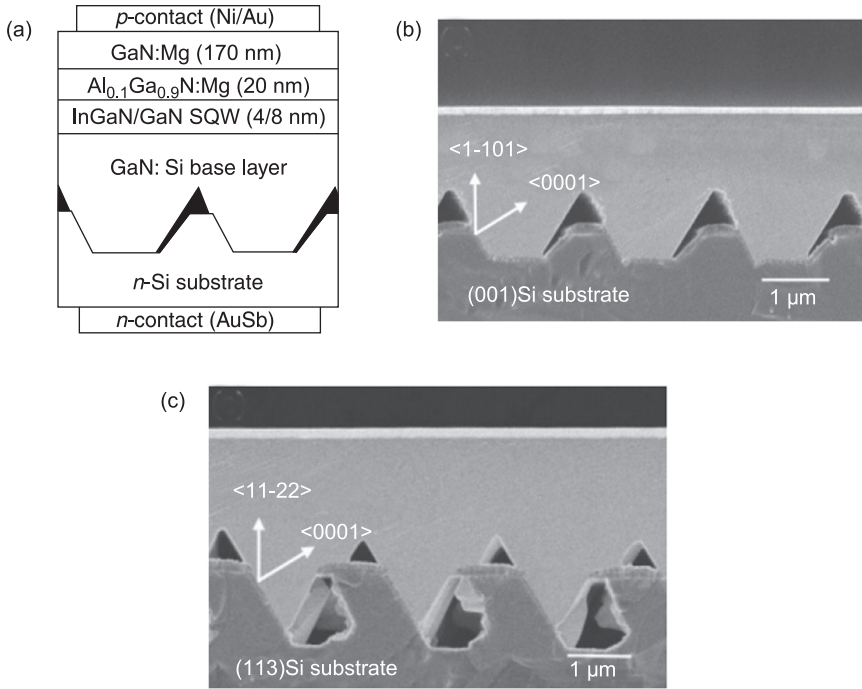 (a)
p-contact (Ni/Au)
GaN:Mg (170 nm)
Al0.1Ga0.9N:Mg (20 nm)
InGaN/GaN SQW (4/8 nm)
GaN: Si base layer
n-Si substrate
n-contact (AuSb)
(b)
<1-101>
<0001>
(001)Si substrate
1 µm
(c)
<11-22>
<0001>
(113)Si substrate
1 µm